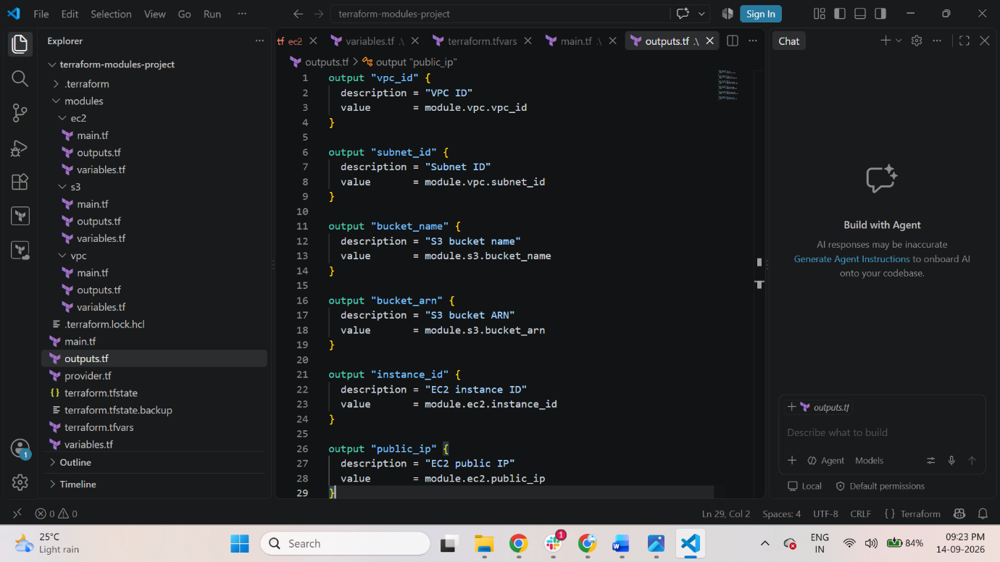 File Edit Selection View Go Run ··· terraform-modules-project Sign In
Explorer
terraform-modules-project
.terraform
modules
ec2
main.tf
outputs.tf
variables.tf
s3
main.tf
outputs.tf
variables.tf
vpc
main.tf
outputs.tf
variables.tf
.terraform.lock.hcl
main.tf
outputs.tf
provider.tf
terraform.tfstate
terraform.tfstate.backup
terraform.tfvars
variables.tf
Outline
Timeline
1
tf ec2 variables.tf .\ terraform.tfvars main.tf .\ outputs.tf .\
outputs.tf > output "public_ip"
1 output "vpc_id" {
2 description = "VPC ID"
3 value = module.vpc.vpc_id
4 }
5
6 output "subnet_id" {
7 description = "Subnet ID"
8 value = module.vpc.subnet_id
9 }
10
11 output "bucket_name" {
12 description = "S3 bucket name"
13 value = module.s3.bucket_name
14 }
15
16 output "bucket_arn" {
17 description = "S3 bucket ARN"
18 value = module.s3.bucket_arn
19 }
20
21 output "instance_id" {
22 description = "EC2 instance ID"
23 value = module.ec2.instance_id
24 }
25
26 output "public_ip" {
27 description = "EC2 public IP"
28 value = module.ec2.public_ip
29 }
Chat
Build with Agent
AI responses may be inaccurate
Generate Agent Instructions to onboard AI
onto your codebase.
outputs.tf
Describe what to build
Agent Models
Local Default permissions
0 0 Ln 29, Col 2 Spaces: 4 UTF-8 CRLF {} Terraform
25°C
Light rain
Search
1
ENG
IN
84%
09:23 PM
14-09-2026